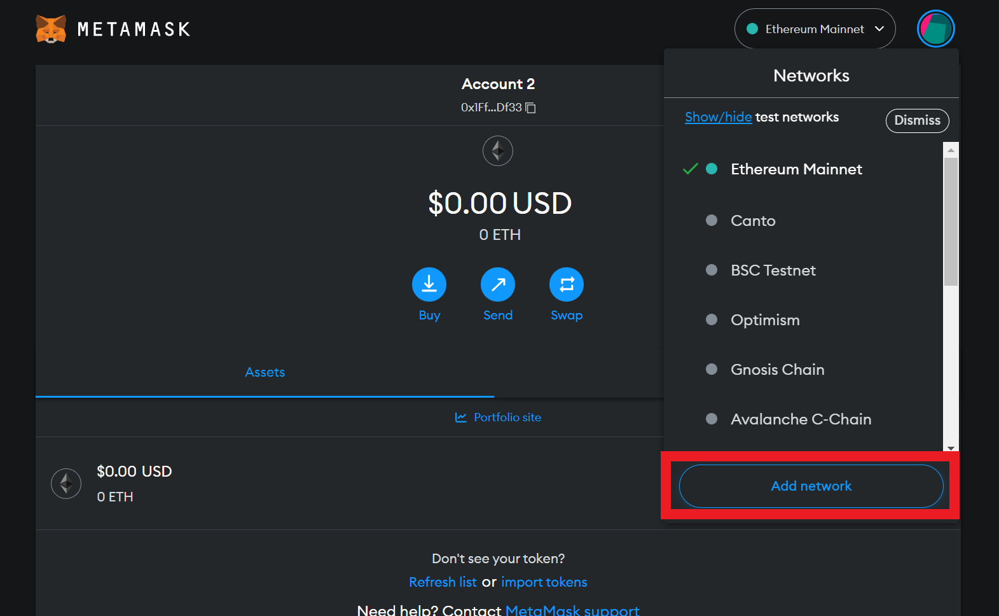 METAMASK
Ethereum Mainnet
Account 2
0x1Ff...Df33
$0.00 USD
0 ETH
Buy
Send
Swap
Assets
Portfolio site
$0.00 USD
0 ETH
Don't see your token?
Refresh list or import tokens
Need help? Contact MetaMask support
Networks
Show/hide test networks
Dismiss
Ethereum Mainnet
Canto
BSC Testnet
Optimism
Gnosis Chain
Avalanche C-Chain
Add network